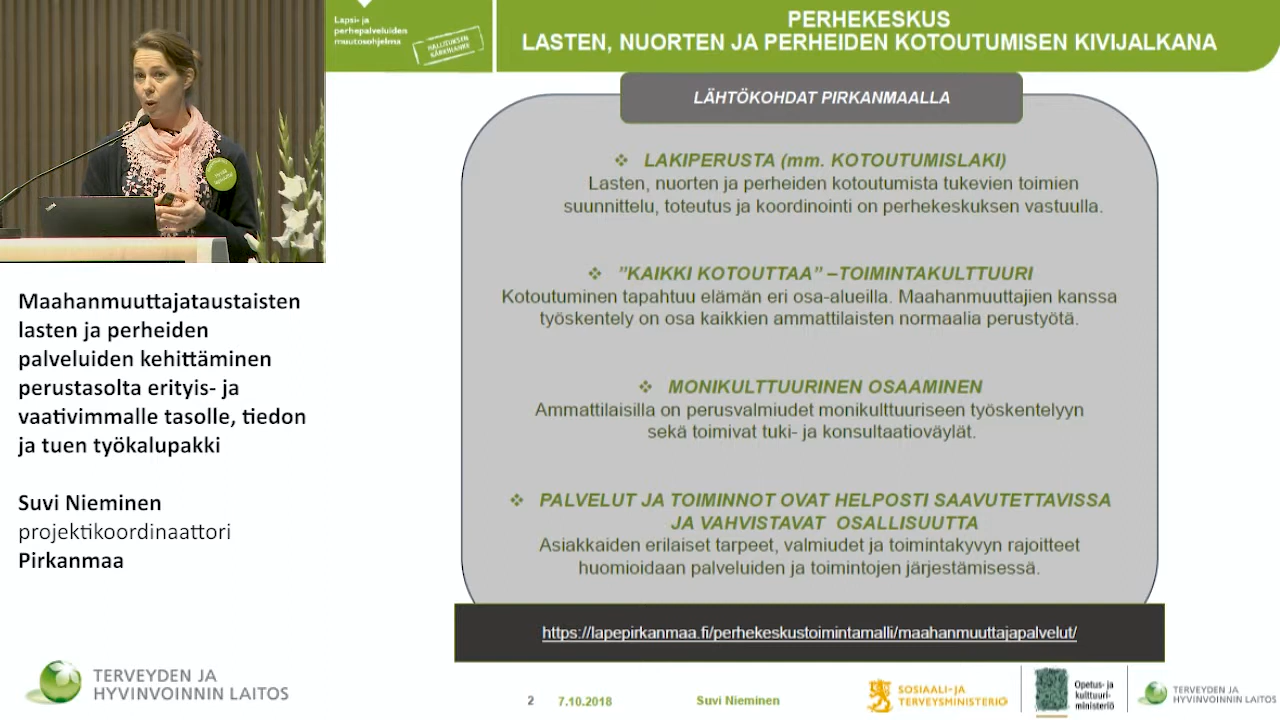 Lapsi- ja
perhepalveluiden
muutosohjelma
HALLITUKSEN
KÄRKIHANKE
PERHEKESKUS
LASTEN, NUORTEN JA PERHEIDEN KOTOUTUMISEN KIVIJALKANA
LÄHTÖKOHDAT PIRKANMAALLA
❖ LAKIPERUSTA (mm. KOTOUTUMISLAKI)
Lasten, nuorten ja perheiden kotoutumista tukevien toimien
suunnittelu, toteutus ja koordinointi on perhekeskuksen vastuulla.
❖ ”KAIKKI KOTOUTTAA” –TOIMINTAKULTTUURI
Kotoutuminen tapahtuu elämän eri osa-alueilla. Maahanmuuttajien kanssa
työskentely on osa kaikkien ammattilaisten normaalia perustyötä.
❖ MONIKULTTUURINEN OSAAMINEN
Ammattilaisilla on perusvalmiudet monikulttuuriseen työskentelyyn
sekä toimivat tuki- ja konsultaatioväylät.
❖ PALVELUT JA TOIMINNOT OVAT HELPOSTI SAAVUTETTAVISSA
JA VAHVISTAVAT OSALLISUUTTA
Asiakkaiden erilaiset tarpeet, valmiudet ja toimintakyvyn rajoitteet
huomioidaan palveluiden ja toimintojen järjestämisessä.
https://lapepirkanmaa.fi/perhekeskustoimintamalli/maahanmuuttajapalvelut/
2 7.10.2018 Suvi Nieminen
SOSIAALI- JA
TERVEYSMINISTERIÖ
Opetus- ja
kulttuuri-
ministeriö
TERVEYDEN JA
HYVINVOINNIN LAITOS
Maahanmuuttajataustaisten
lasten ja perheiden
palveluiden kehittäminen
perustasolta erityis- ja
vaativimmalle tasolle, tiedon
ja tuen työkalupakki
Suvi Nieminen
projektikoordinaattori
Pirkanmaa
TERVEYDEN JA
HYVINVOINNIN LAITOS